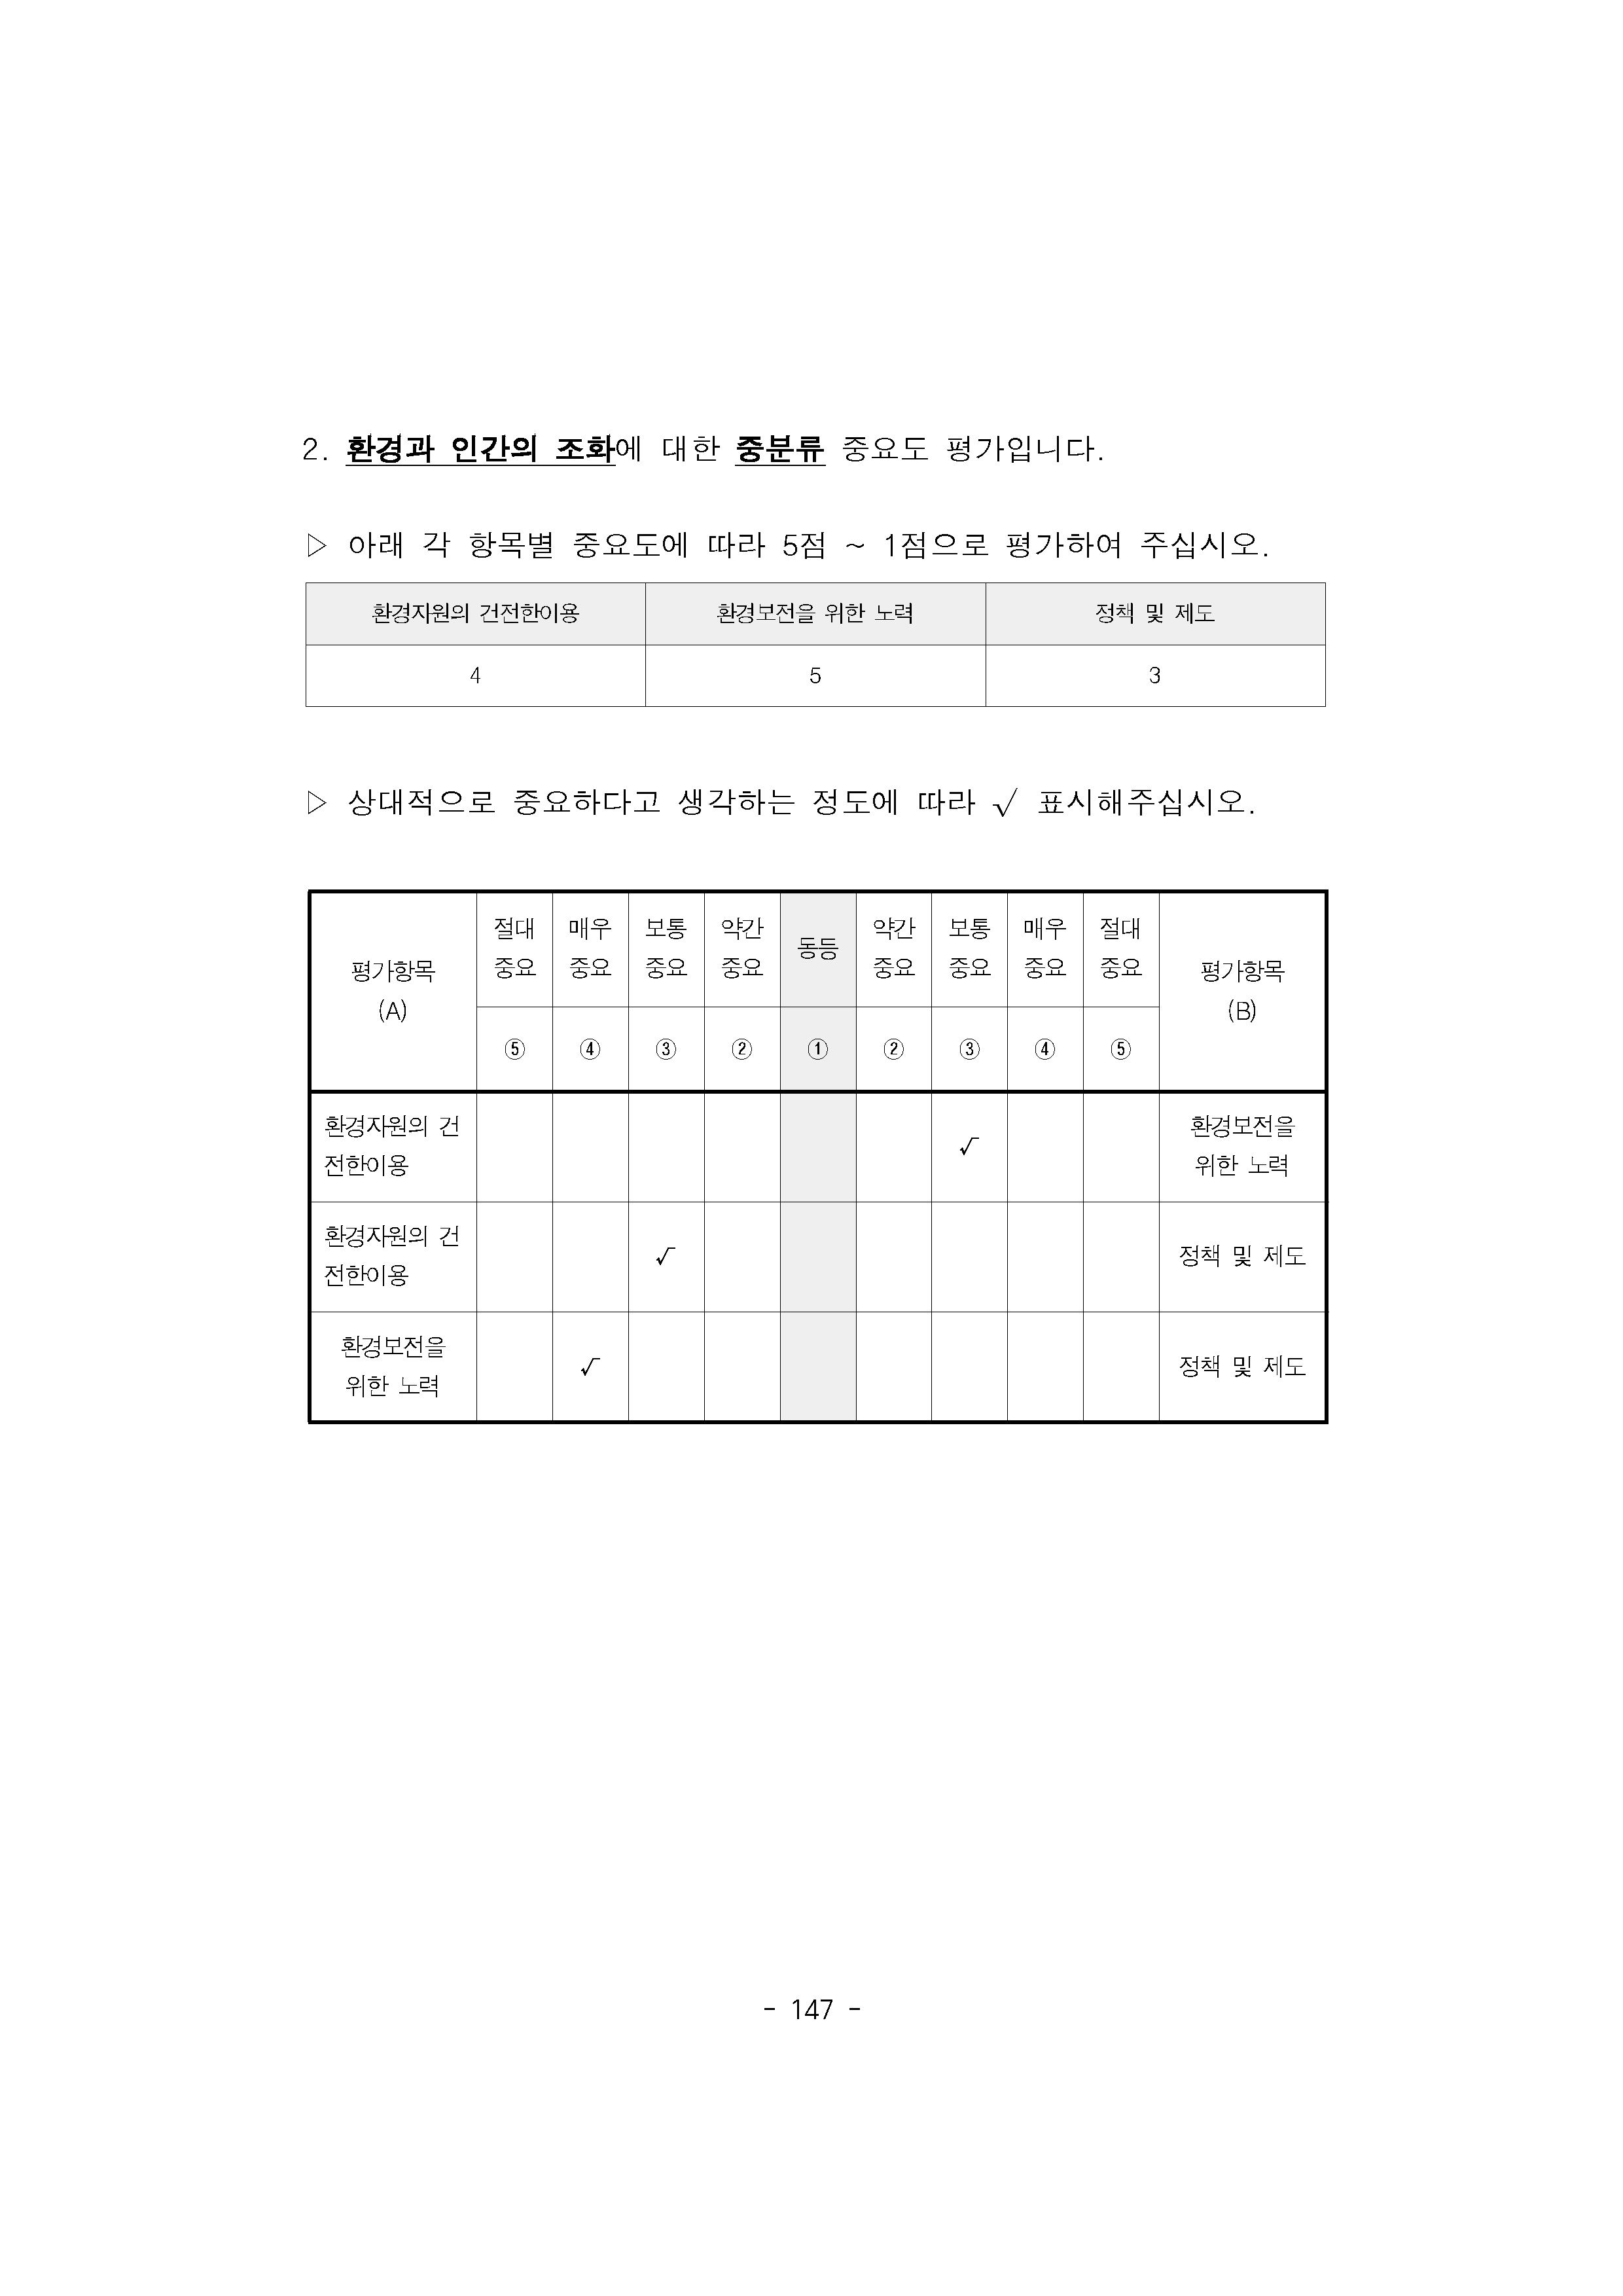 2. 환경과 인간의 조화에 대한 중분류 중요도 평가입니다.
▷ 아래 각 항목별 중요도에 따라 5점 ~ 1점으로 평가하여 주십시오.
환경자원의 건전한이용 환경보전을 위한 노력 정책 및 제도
4 5 3
▷ 상대적으로 중요하다고 생각하는 정도에 따라 √ 표시해주십시오.
평가항목 (A) 절대 중요 매우 중요 보통 중요 약간 중요 동등 약간 중요 보통 중요 매우 중요 절대 중요 평가항목 (B)
⑤ ④ ③ ② ① ② ③ ④ ⑤
환경자원의 건전한이용 √ 환경보전을 위한 노력
환경자원의 건전한이용 √ 정책 및 제도
환경보전을 위한 노력 √ 정책 및 제도
- 147 -